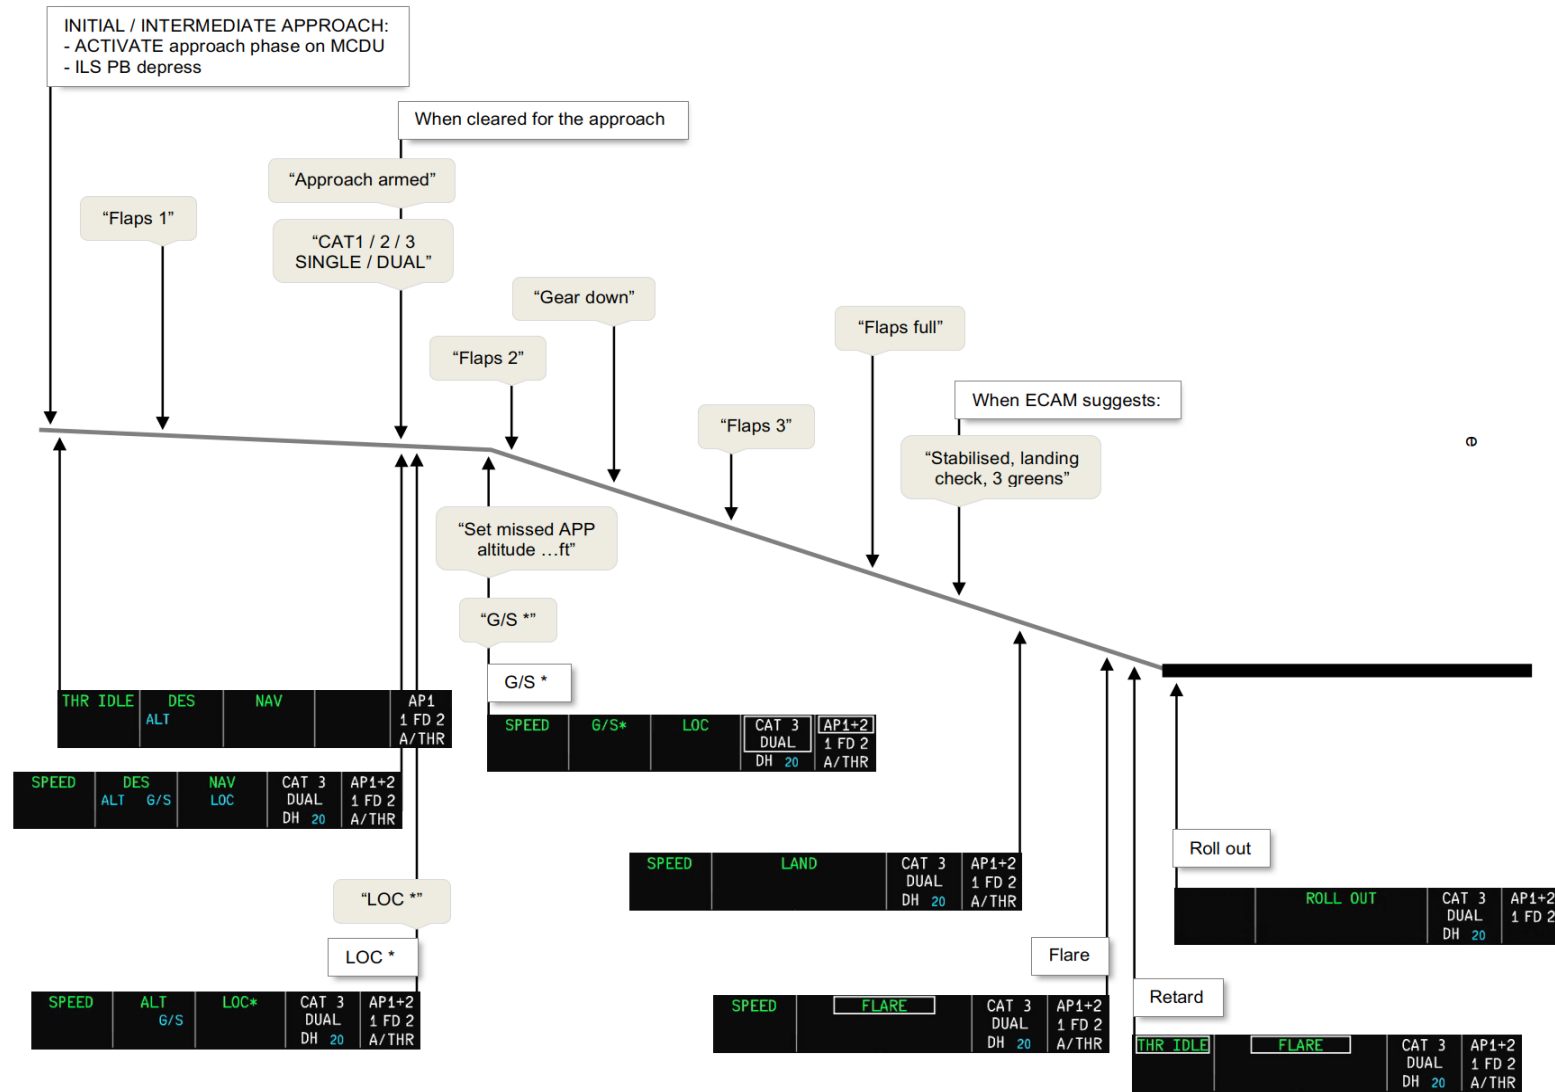 INITIAL / INTERMEDIATE APPROACH:
- ACTIVATE approach phase on MCDU
- ILS PB depress
When cleared for the approach
“Approach armed”
“Flaps 1”
“CAT1 / 2 / 3
SINGLE / DUAL”
“Gear down”
“Flaps 2”
“Flaps full”
When ECAM suggests:
“Flaps 3”
“Stabilised, landing
check, 3 greens”
e
“Set missed APP
altitude …ft”
“G/S *”
G/S *
THR IDLE DES NAV AP1
ALT 1 FD 2
A/THR
SPEED G/S* LOC CAT 3 AP1+2
DUAL 1 FD 2
DH 20 A/THR
SPEED DES NAV CAT 3 AP1+2
ALT G/S LOC DUAL 1 FD 2
DH 20 A/THR
Roll out
SPEED LAND CAT 3 AP1+2
DUAL 1 FD 2
DH 20 A/THR
“LOC *”
ROLL OUT CAT 3 AP1+2
DUAL 1 FD 2
DH 20
LOC *
Flare
SPEED ALT LOC* CAT 3 AP1+2
G/S DUAL 1 FD 2
DH 20 A/THR
Retard
SPEED FLARE CAT 3 AP1+2
DUAL 1 FD 2
DH 20 A/THR
THR IDLE FLARE CAT 3 AP1+2
DUAL 1 FD 2
DH 20 A/THR